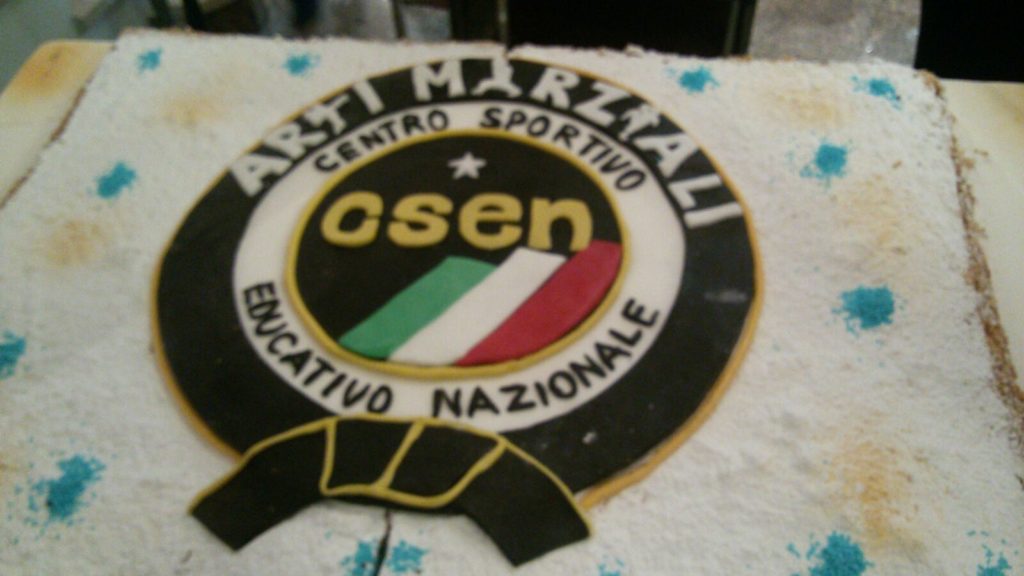 ARTI MARZIALI
CENTRO SPORTIVO
csen
EDUCATIVO NAZIONALE